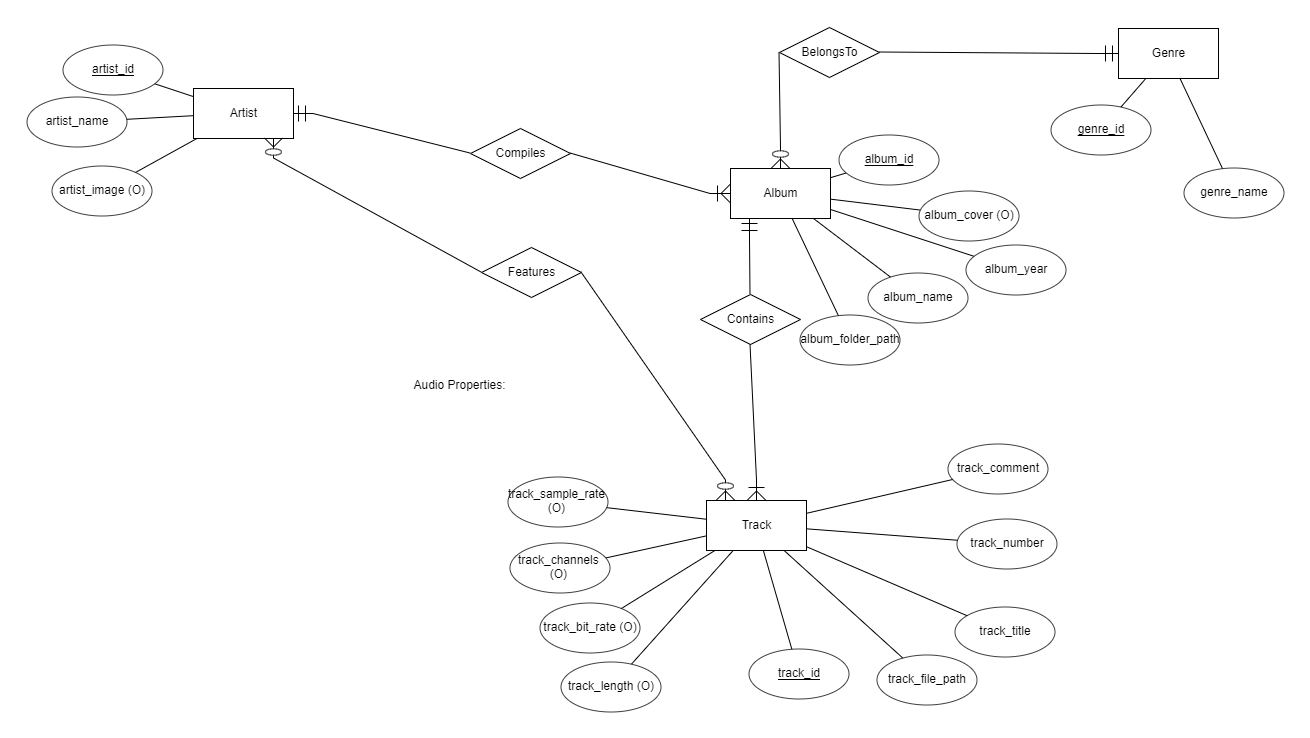 BelongsTo
Genre
artist_id
Artist
artist_name
genre_id
Compiles
album_id
artist_image (O)
Album
genre_name
album_cover (O)
Features
album_year
album_name
Contains
album_folder_path
Audio Properties:
track_comment
track_sample_rate
(O)
Track
track_number
track_channels
(O)
track_bit_rate (O)
track_title
track_id
track_file_path
track_length (O)